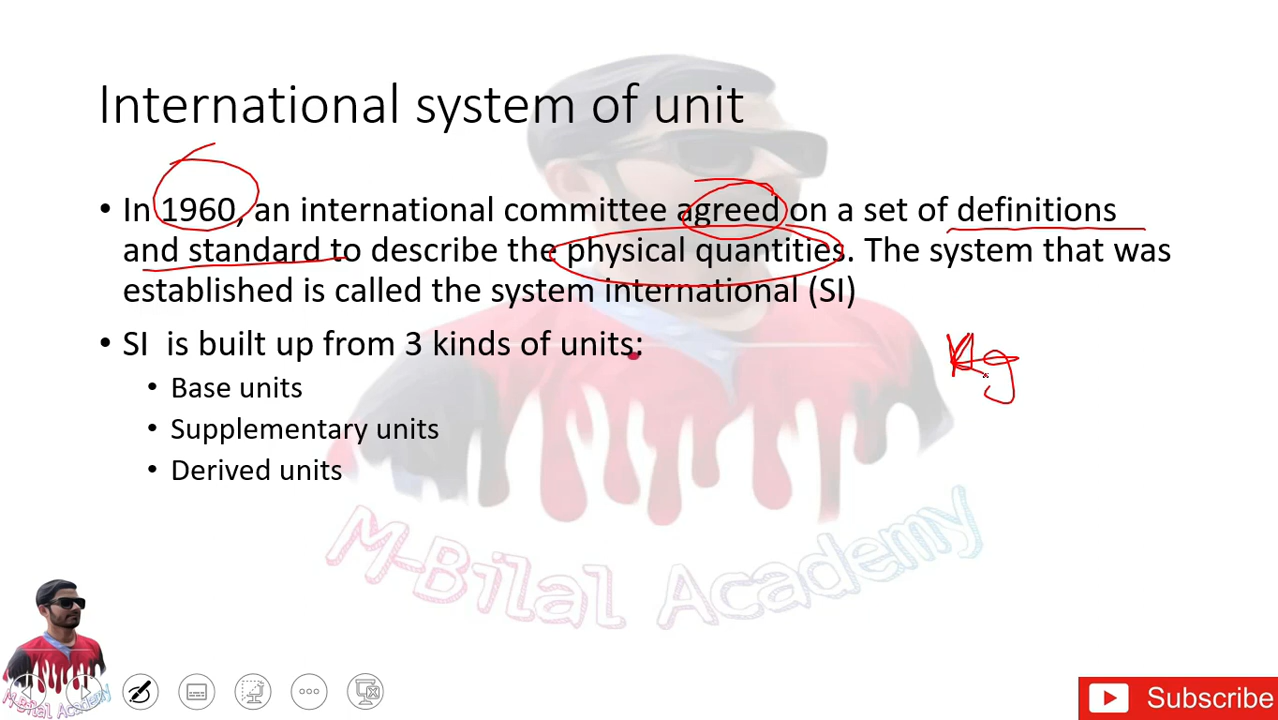 International system of unit
• In 1960, an international committee agreed on a set of definitions
and standard to describe the physical quantities. The system that was
established is called the system international (SI)
• SI is built up from 3 kinds of units:
Kg
• Base units
• Supplementary units
• Derived units
M-Bilal Academy
M-Bilal Academy
Subscribe